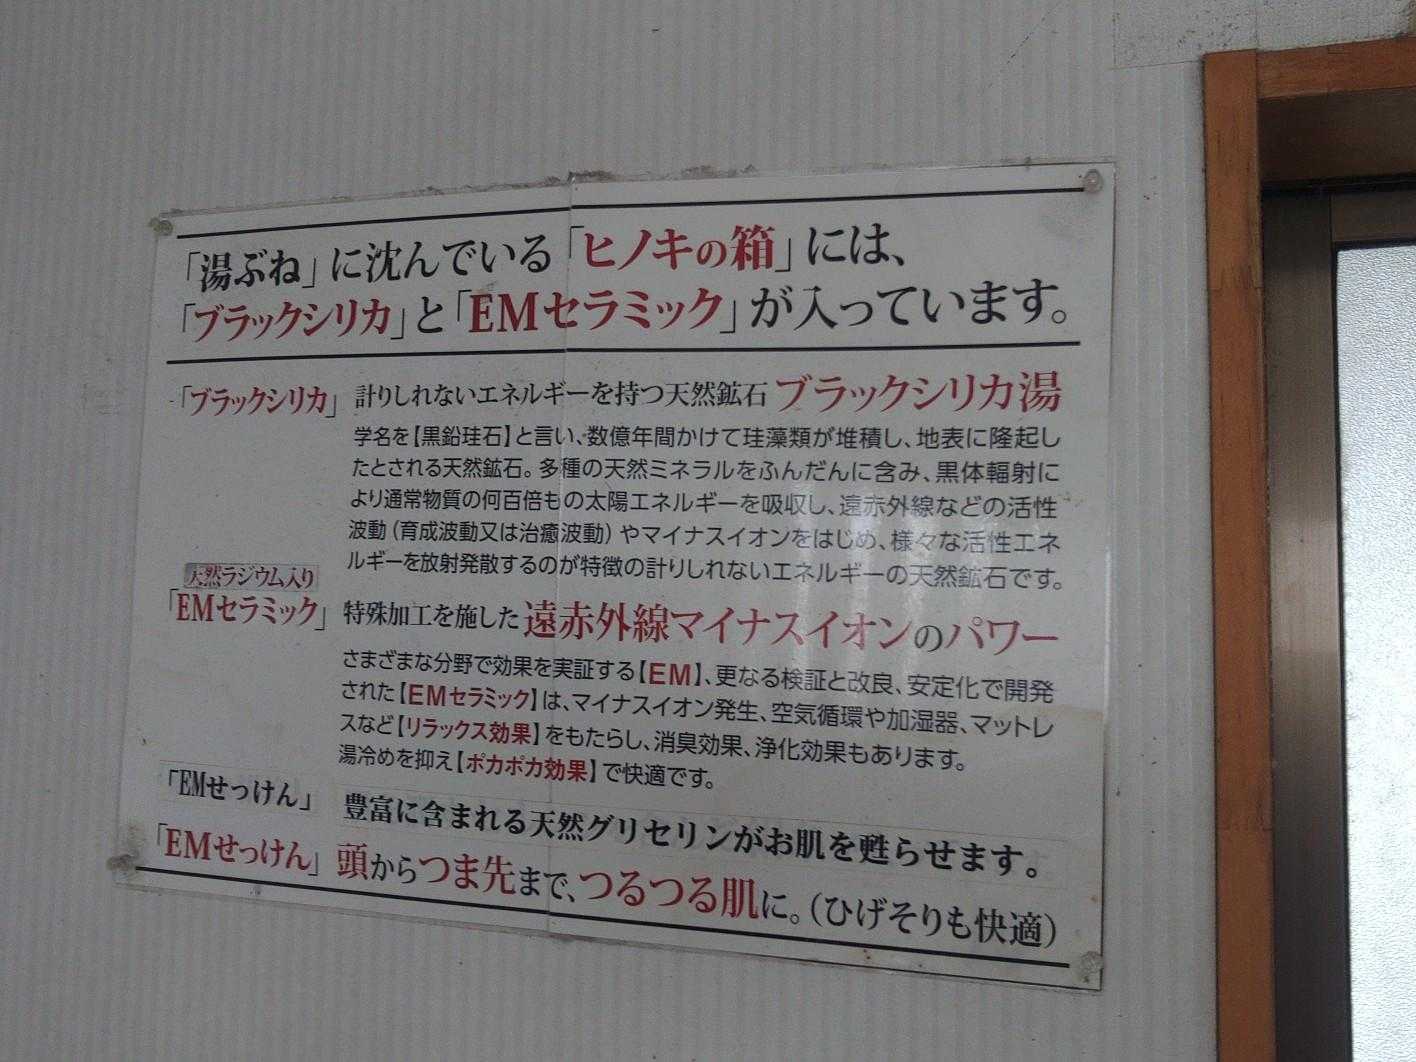 「湯ぶね」に沈んでいる「ヒノキの箱」には、
「ブラックシリカ」と「EMセラミック」が入っています。
「ブラックシリカ」 計りしれないエネルギーを持つ天然鉱石 ブラックシリカ湯
学名を【黒鉛珪石】と言い、数億年間かけて珪藻類が堆積し、地表に隆起し
たとされる天然鉱石。多種の天然ミネラルをふんだんに含み、黒体輻射に
より通常物質の何百倍もの太陽エネルギーを吸収し、遠赤外線などの活性
波動（育成波動又は治癒波動）やマイナスイオンをはじめ、様々な活性エネ
ルギーを放射発散するのが特徴の計りしれないエネルギーの天然鉱石です。
天然ラジウム入り
「EMセラミック」 特殊加工を施した 遠赤外線マイナスイオンのパワー
さまざまな分野で効果を実証する【EM】、更なる検証と改良、安定化で開発
された【EMセラミック】は、マイナスイオン発生、空気循環や加湿器、マットレ
スなど【リラックス効果】をもたらし、消臭効果、浄化効果もあります。
湯冷めを抑え【ポカポカ効果】で快適です。
「EMせっけん」 豊富に含まれる天然グリセリンがお肌を甦らせます。
「EMせっけん」 頭からつま先まで、つるつる肌に。（ひげそりも快適）